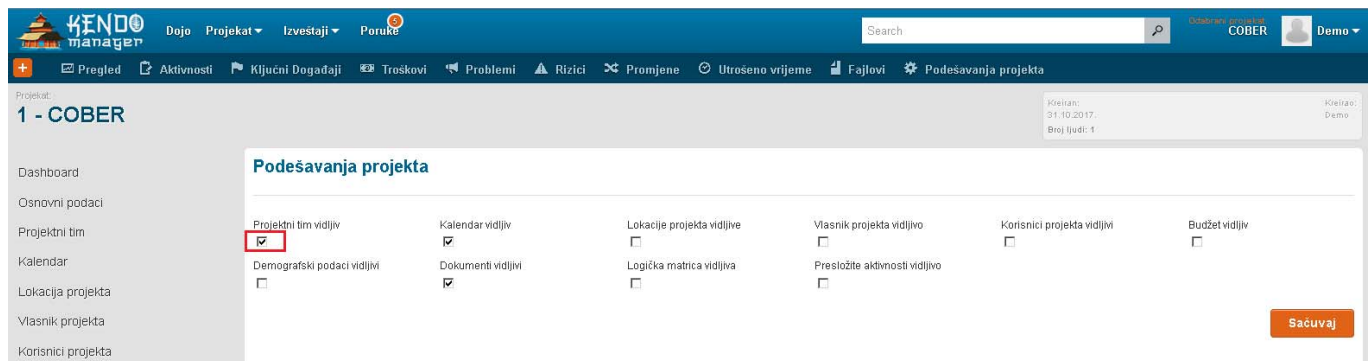 KENDO
manager
Dojo Projekat Izveštaji Poruke 5
Search
Odabrani projekat:
COBER
Demo
+ Pregled Aktivnosti Ključni Događaji Troškovi Problemi Rizici Promjene Utrošeno vrijeme Fajlovi Podešavanja projekta
Projekat:
1 - COBER
Kreiran:
31.10.2017.
Broj ljudi: 1
Kreirao:
Demo
Dashboard
Osnovni podaci
Projektni tim
Kalendar
Lokacija projekta
Vlasnik projekta
Korisnici projekta
Podešavanja projekta
Projektni tim vidljiv Kalendar vidljiv Lokacije projekta vidljive Vlasnik projekta vidljivo Korisnici projekta vidljivi Budžet vidljiv
Demografski podaci vidljivi Dokumenti vidljivi Logička matrica vidljiva Presložite aktivnosti vidljivo
Sačuvaj